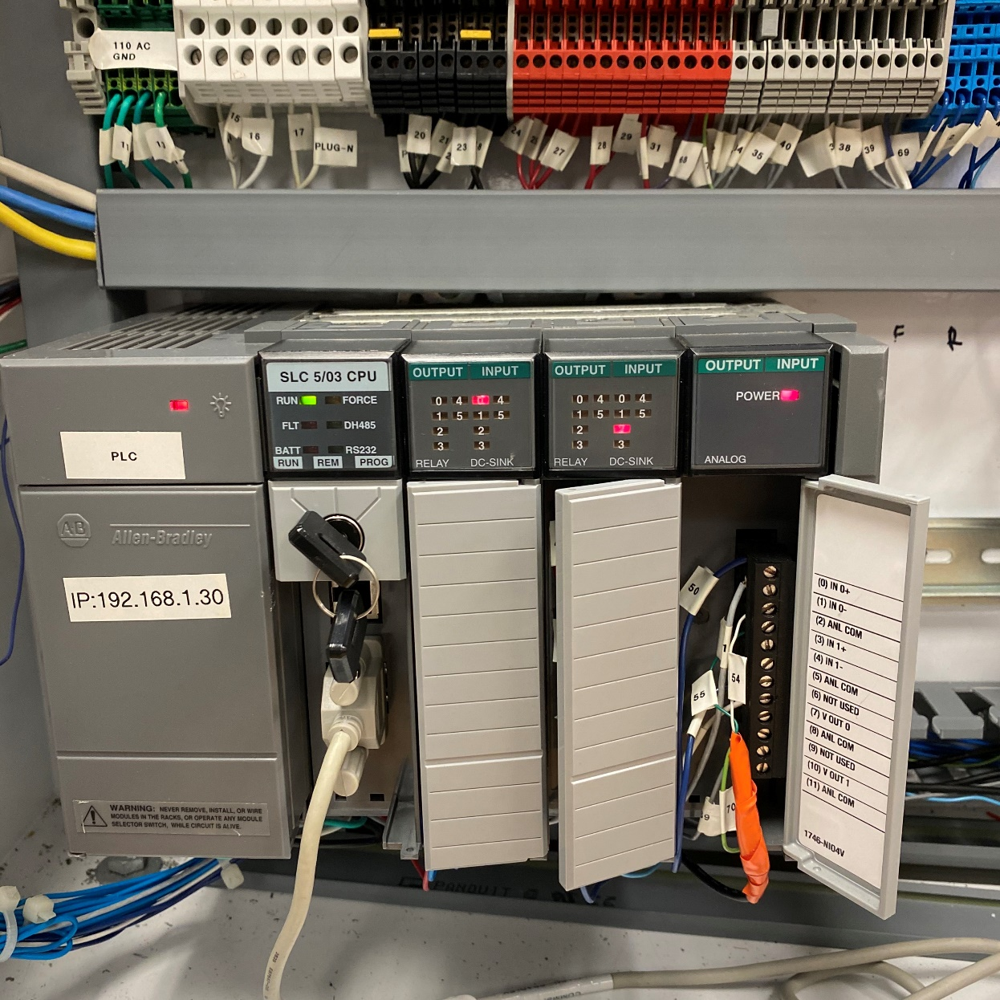 110 AC
GND
15
16
17
PLUG-N
20
21
23
24
27
28
29
31
68
35
40
38
39
69
F R
PLC
AB Allen-Bradley
IP:192.168.1.30
WARNING: NEVER REMOVE, INSTALL, OR WIRE
MODULES IN THE RACKS, OR OPERATE ANY MODULE
SELECTOR SWITCH, WHILE CIRCUIT IS ALIVE.
SLC 5/03 CPU
RUN FORCE
FLT DH485
BATT RS232
RUN REM PROG
OUTPUT INPUT
0 4 4
1 5 1 5
2 2
3 3
RELAY DC-SINK
OUTPUT INPUT
0 4 0 4
1 5 1 5
2
3 3
RELAY DC-SINK
OUTPUT INPUT
POWER
ANALOG
50
54
55
10
(0) IN 0+
(1) IN 0-
(2) ANL COM
(3) IN 1+
(4) IN 1-
(5) ANL COM
(6) NOT USED
(7) V OUT 0
(8) ANL COM
(9) NOT USED
(10) V OUT 1
(11) ANL COM
1746-NIO4V
PANDUIT